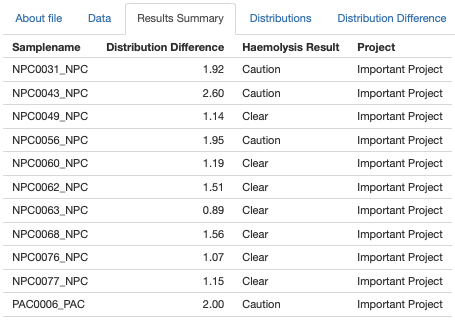 About file Data Results Summary Distributions Distribution Difference
Samplename Distribution Difference Haemolysis Result Project
NPC0031_NPC 1.92 Caution Important Project
NPC0043_NPC 2.60 Caution Important Project
NPC0049_NPC 1.14 Clear Important Project
NPC0056_NPC 1.95 Caution Important Project
NPC0060_NPC 1.19 Clear Important Project
NPC0062_NPC 1.51 Clear Important Project
NPC0063_NPC 0.89 Clear Important Project
NPC0068_NPC 1.56 Clear Important Project
NPC0076_NPC 1.07 Clear Important Project
NPC0077_NPC 1.15 Clear Important Project
PAC0006_PAC 2.00 Caution Important Project